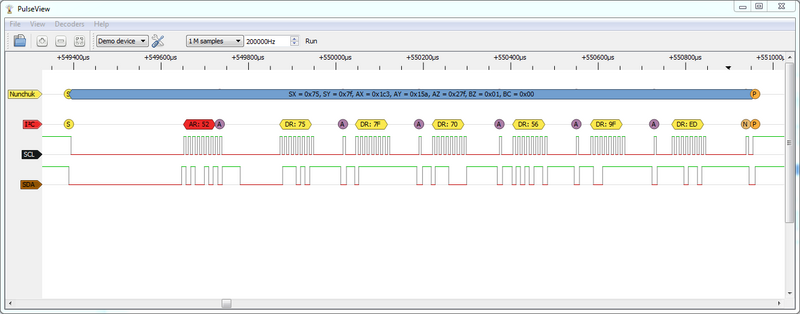 PulseView
File View Decoders Help
Demo device 1 M samples 200000Hz Run
+549400µs +549600µs +549800µs +550000µs +550200µs +550400µs +550600µs +550800µs +551000
Nunchuk S SX = 0x75, SY = 0x7f, AX = 0x1c3, AY = 0x15a, AZ = 0x27f, BZ = 0x01, BC = 0x00 P
I²C S AR: 52 A DR: 75 A DR: 7F A DR: 70 A DR: 56 A DR: 9F A DR: ED N P
SCL
SDA